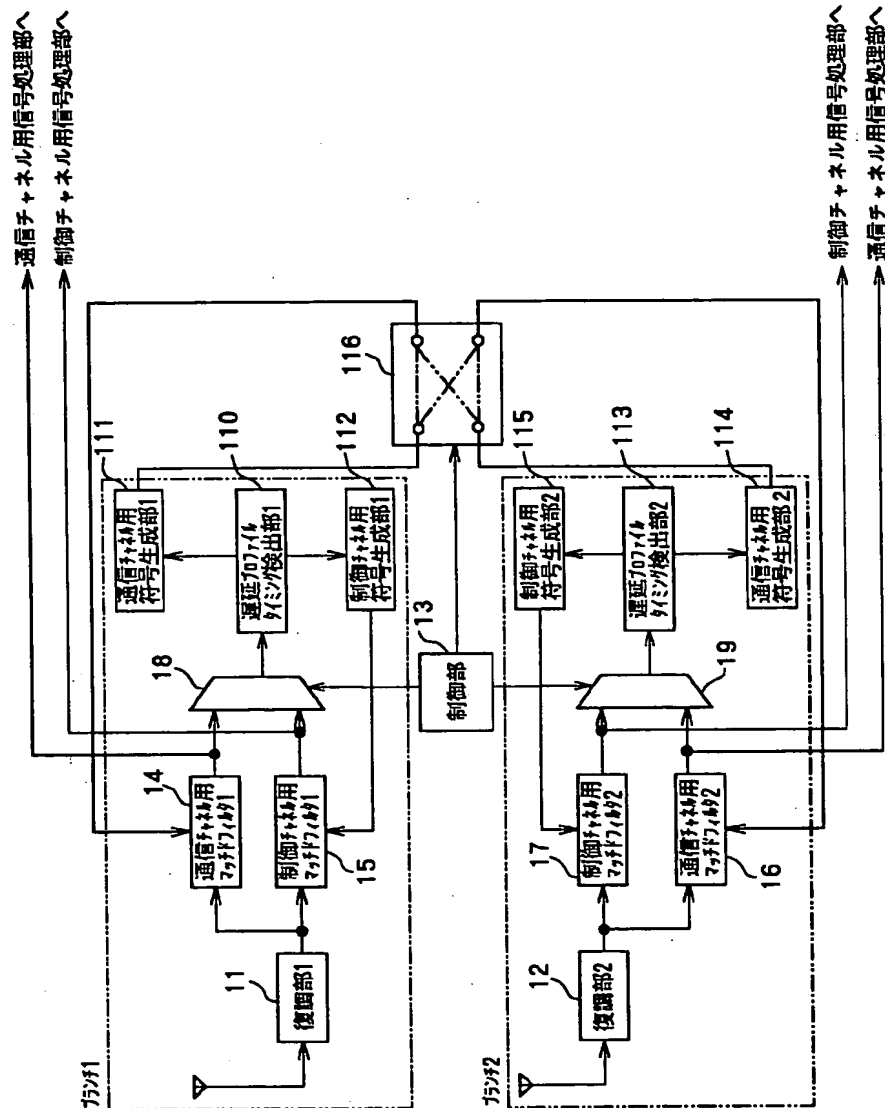 通信チャネル用信号処理部へ
制御チャネル用信号処理部へ
ブランチ1
11
復調部1
14
通信チャネル用
マッチドフィルタ1
制御チャネル用
マッチドフィルタ1
15
18
111
通信チャネル用
符号生成部1
110
遅延プロファイル
タイミング検出部1
112
制御チャネル用
符号生成部1
116
13
制御部
ブランチ2
12
復調部2
17
制御チャネル用
マッチドフィルタ2
通信チャネル用
マッチドフィルタ2
16
19
115
制御チャネル用
符号生成部2
113
遅延プロファイル
タイミング検出部2
114
通信チャネル用
符号生成部2
制御チャネル用信号処理部へ
通信チャネル用信号処理部へ